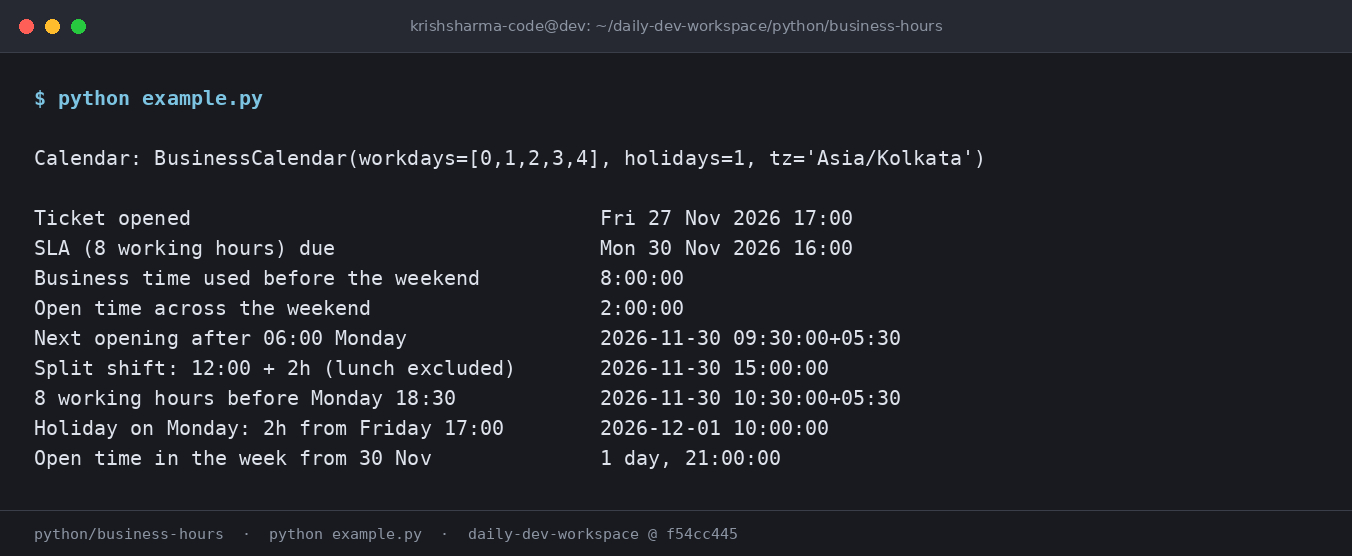 krishsharma-code@dev: ~/daily-dev-workspace/python/business-hours
$ python example.py
Calendar: BusinessCalendar(workdays=[0,1,2,3,4], holidays=1, tz='Asia/Kolkata')
Ticket opened Fri 27 Nov 2026 17:00
SLA (8 working hours) due Mon 30 Nov 2026 16:00
Business time used before the weekend 8:00:00
Open time across the weekend 2:00:00
Next opening after 06:00 Monday 2026-11-30 09:30:00+05:30
Split shift: 12:00 + 2h (lunch excluded) 2026-11-30 15:00:00
8 working hours before Monday 18:30 2026-11-30 10:30:00+05:30
Holiday on Monday: 2h from Friday 17:00 2026-12-01 10:00:00
Open time in the week from 30 Nov 1 day, 21:00:00
python/business-hours · python example.py · daily-dev-workspace @ f54cc445